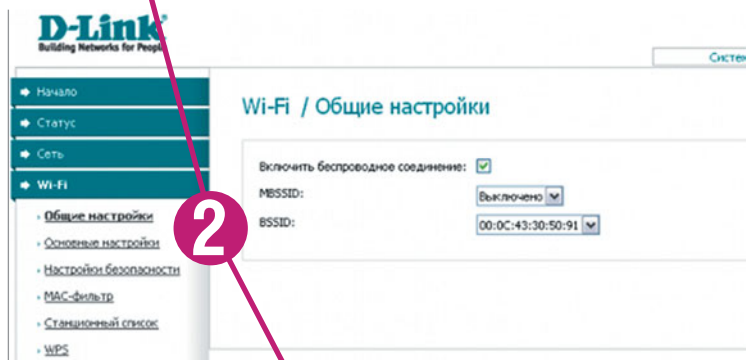 D-Link
Building Networks for People
Систем
Начало
Статус
Сеть
Wi-Fi
Общие настройки
Основные настройки
Настройки безопасности
MAC-фильтр
Станционный список
WPS
Wi-Fi / Общие настройки
Включить беспроводное соединение:
MBSSID: Выключено
BSSID: 00:0C:43:30:50:91
2